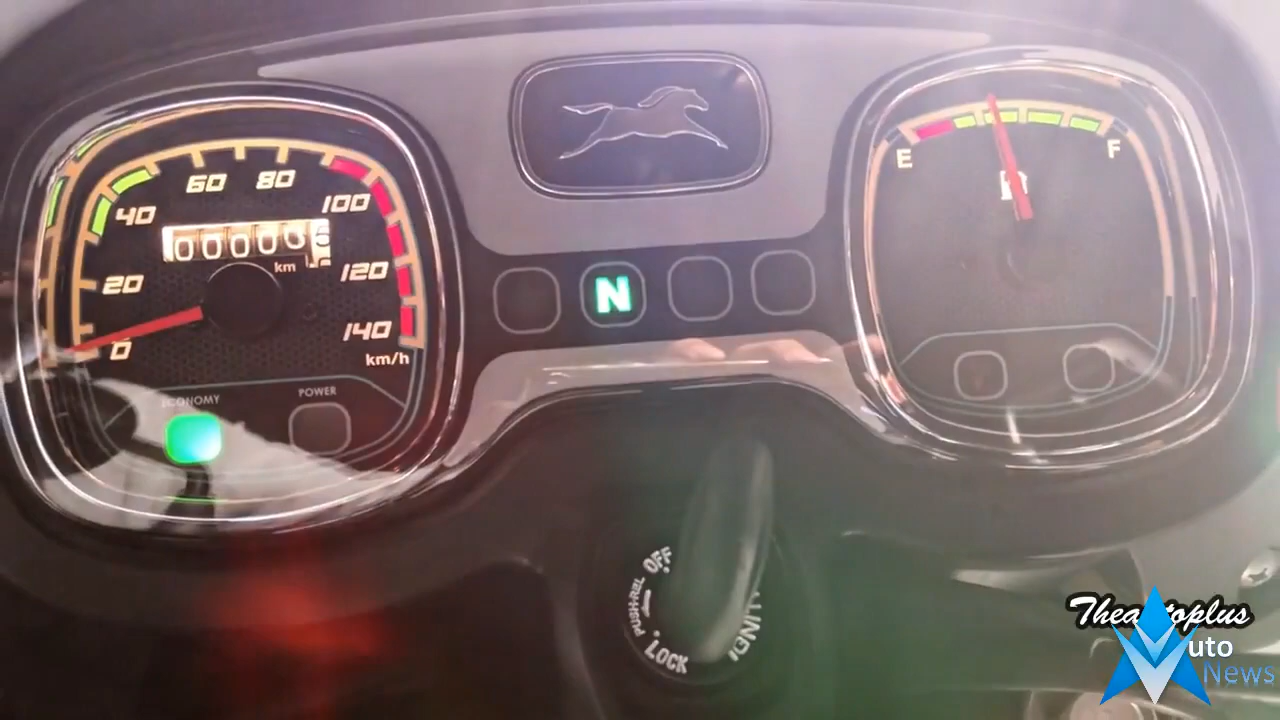 60 80
40 100
00000
km
20 120
0 140
km/h
ECONOMY POWER
N
E F
OFF
PUSH-REL
LOCK
Theautoplus
Auto
News